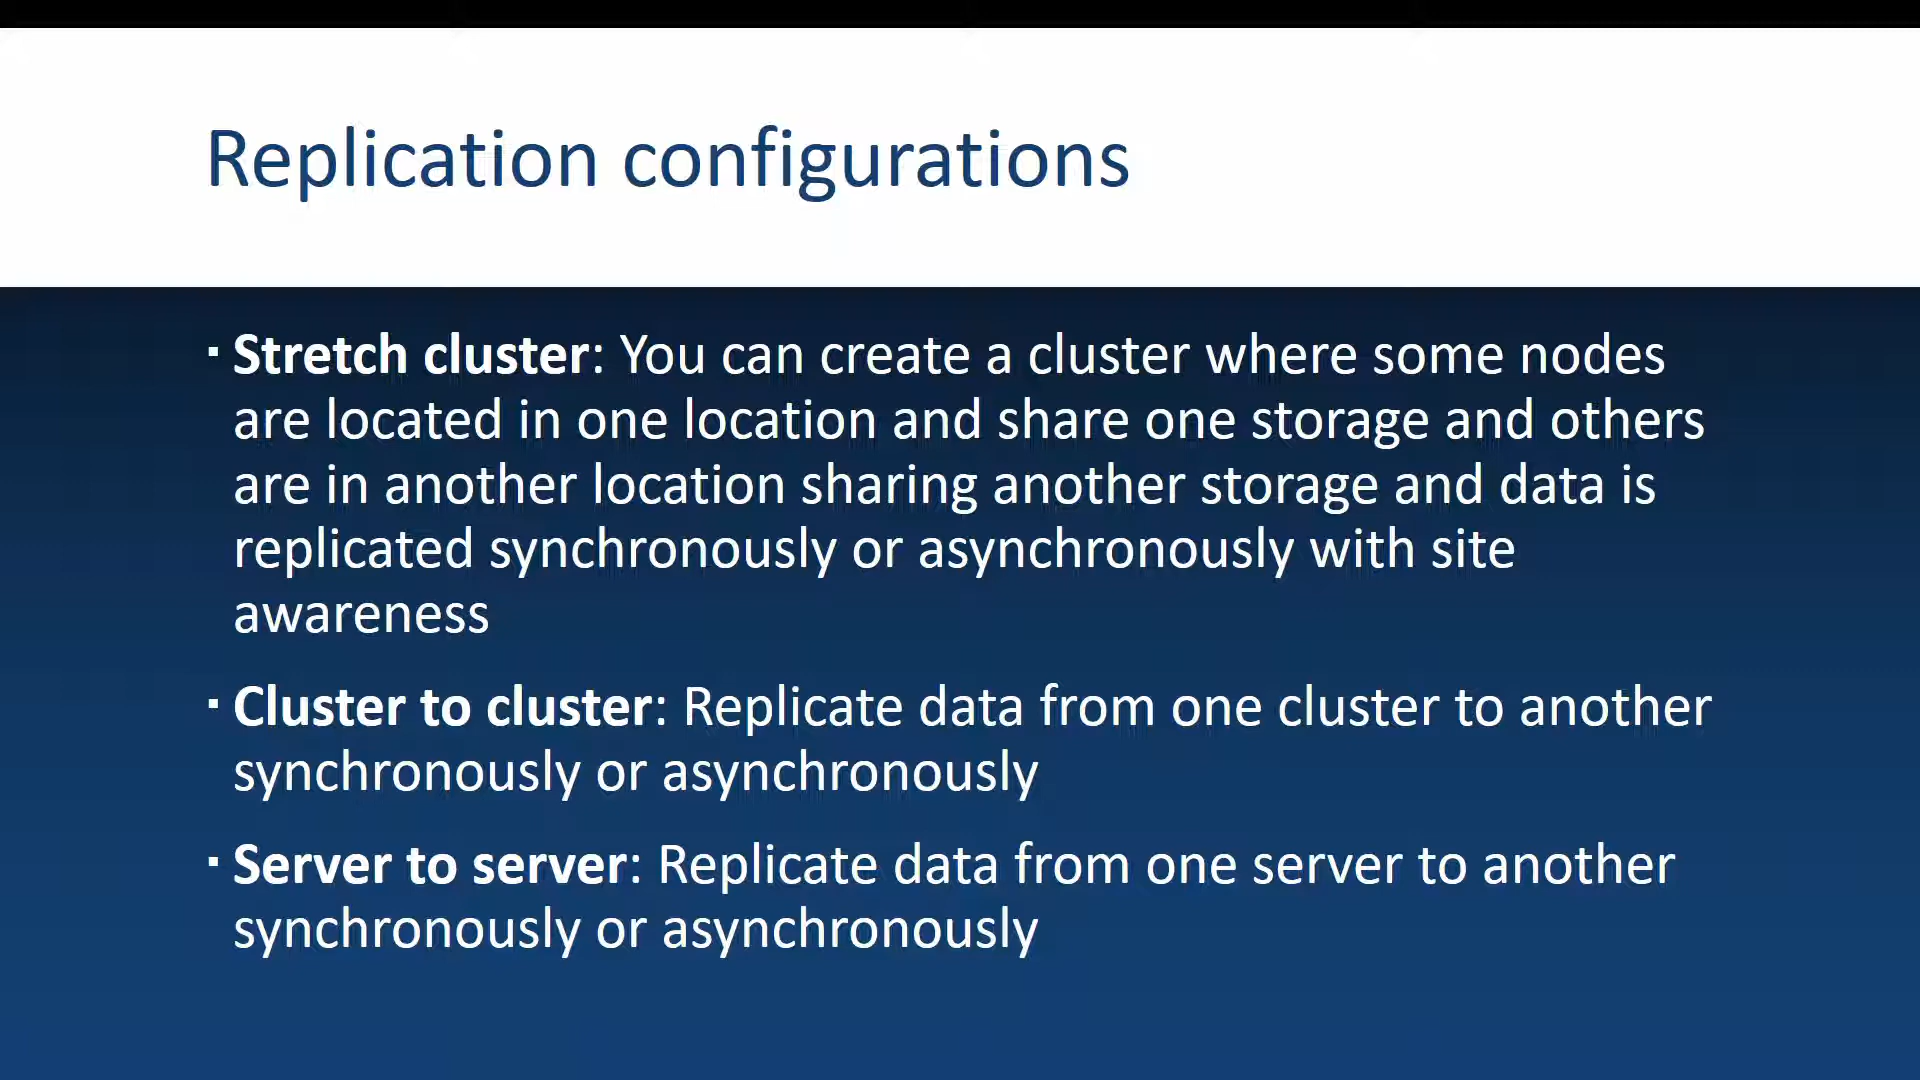 Replication configurations
▪ Stretch cluster: You can create a cluster where some nodes
are located in one location and share one storage and others
are in another location sharing another storage and data is
replicated synchronously or asynchronously with site
awareness
▪ Cluster to cluster: Replicate data from one cluster to another
synchronously or asynchronously
▪ Server to server: Replicate data from one server to another
synchronously or asynchronously